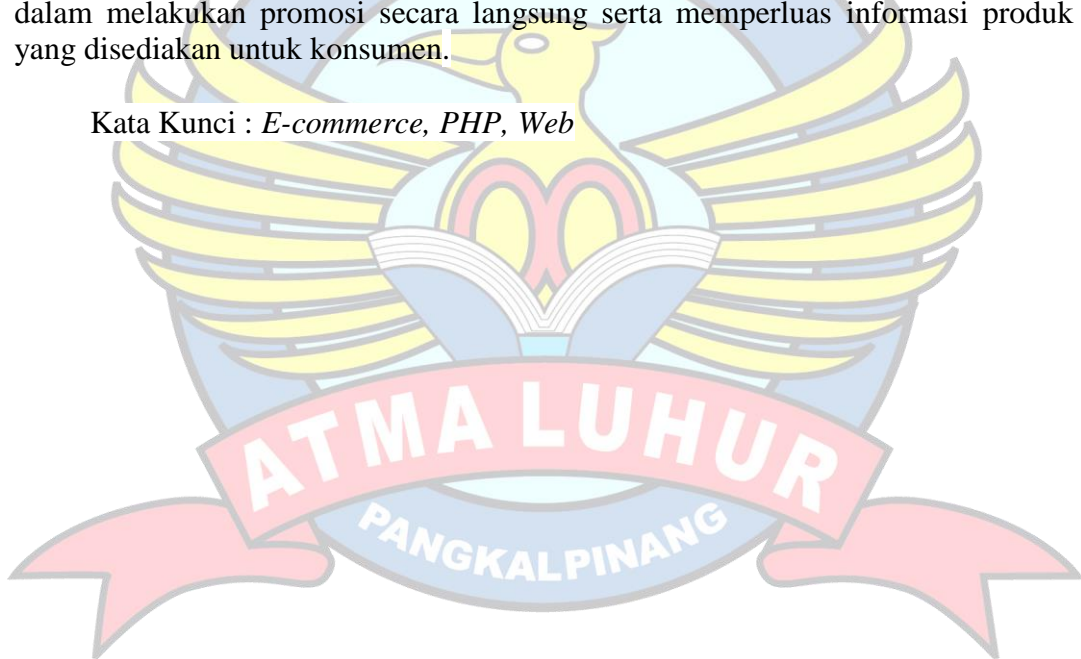 dalam melakukan promosi secara langsung serta memperluas informasi produk
yang disediakan untuk konsumen.
Kata Kunci : E-commerce, PHP, Web
ATMA LUHUR
PANGKALPINANG